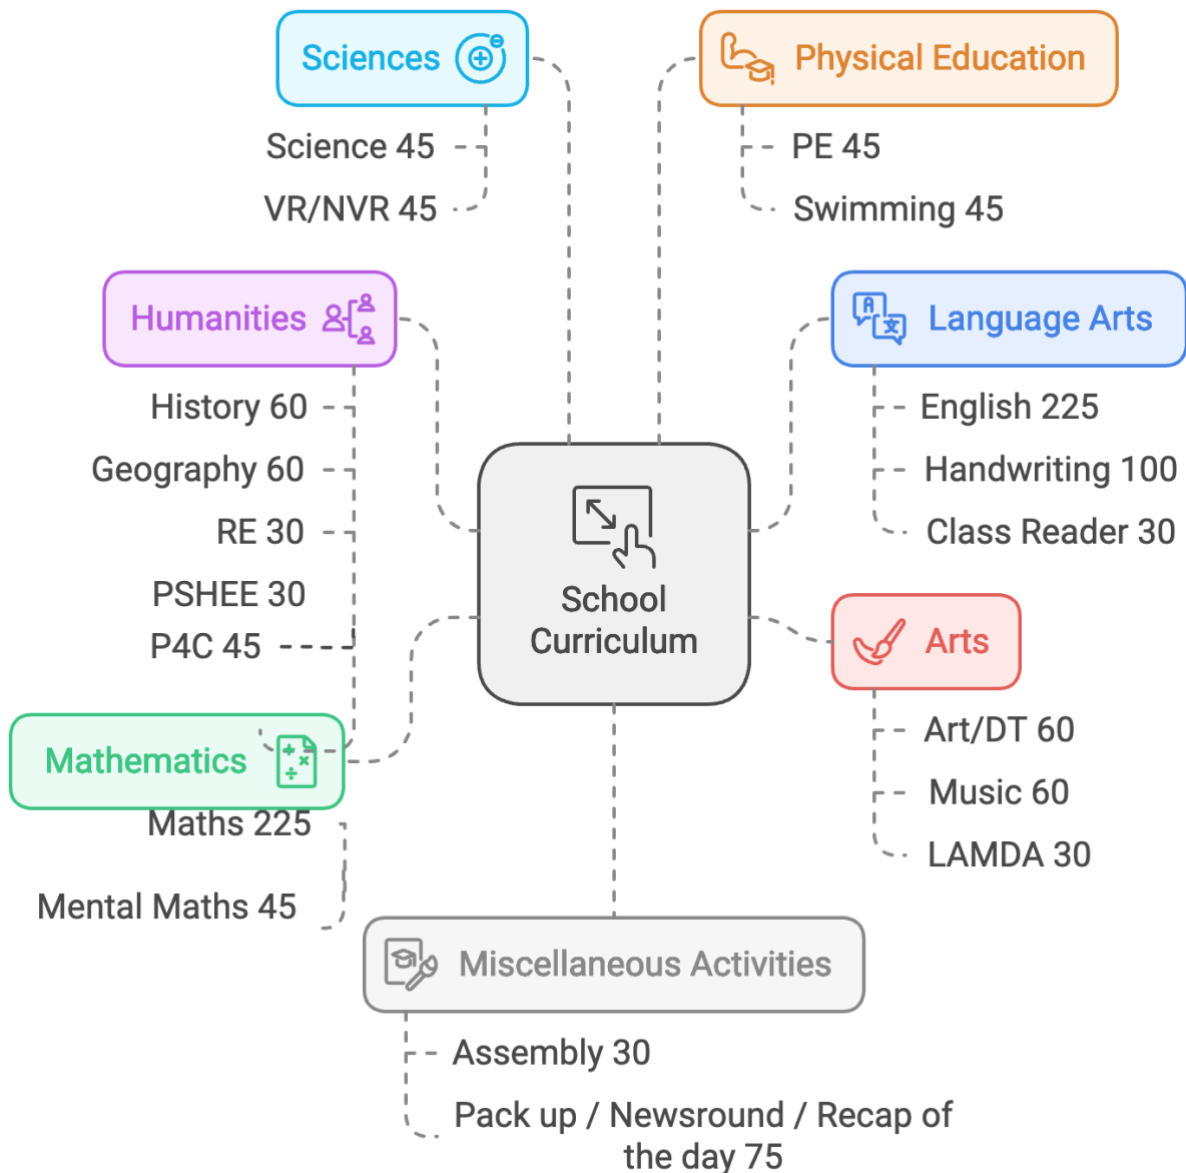 Sciences
Science 45
VR/NVR 45
Physical Education
PE 45
Swimming 45
Humanities
History 60
Geography 60
RE 30
PSHEE 30
P4C 45
Language Arts
English 225
Handwriting 100
Class Reader 30
School
Curriculum
Arts
Art/DT 60
Music 60
LAMDA 30
Mathematics
Maths 225
Mental Maths 45
Miscellaneous Activities
Assembly 30
Pack up / Newsround / Recap of
the day 75